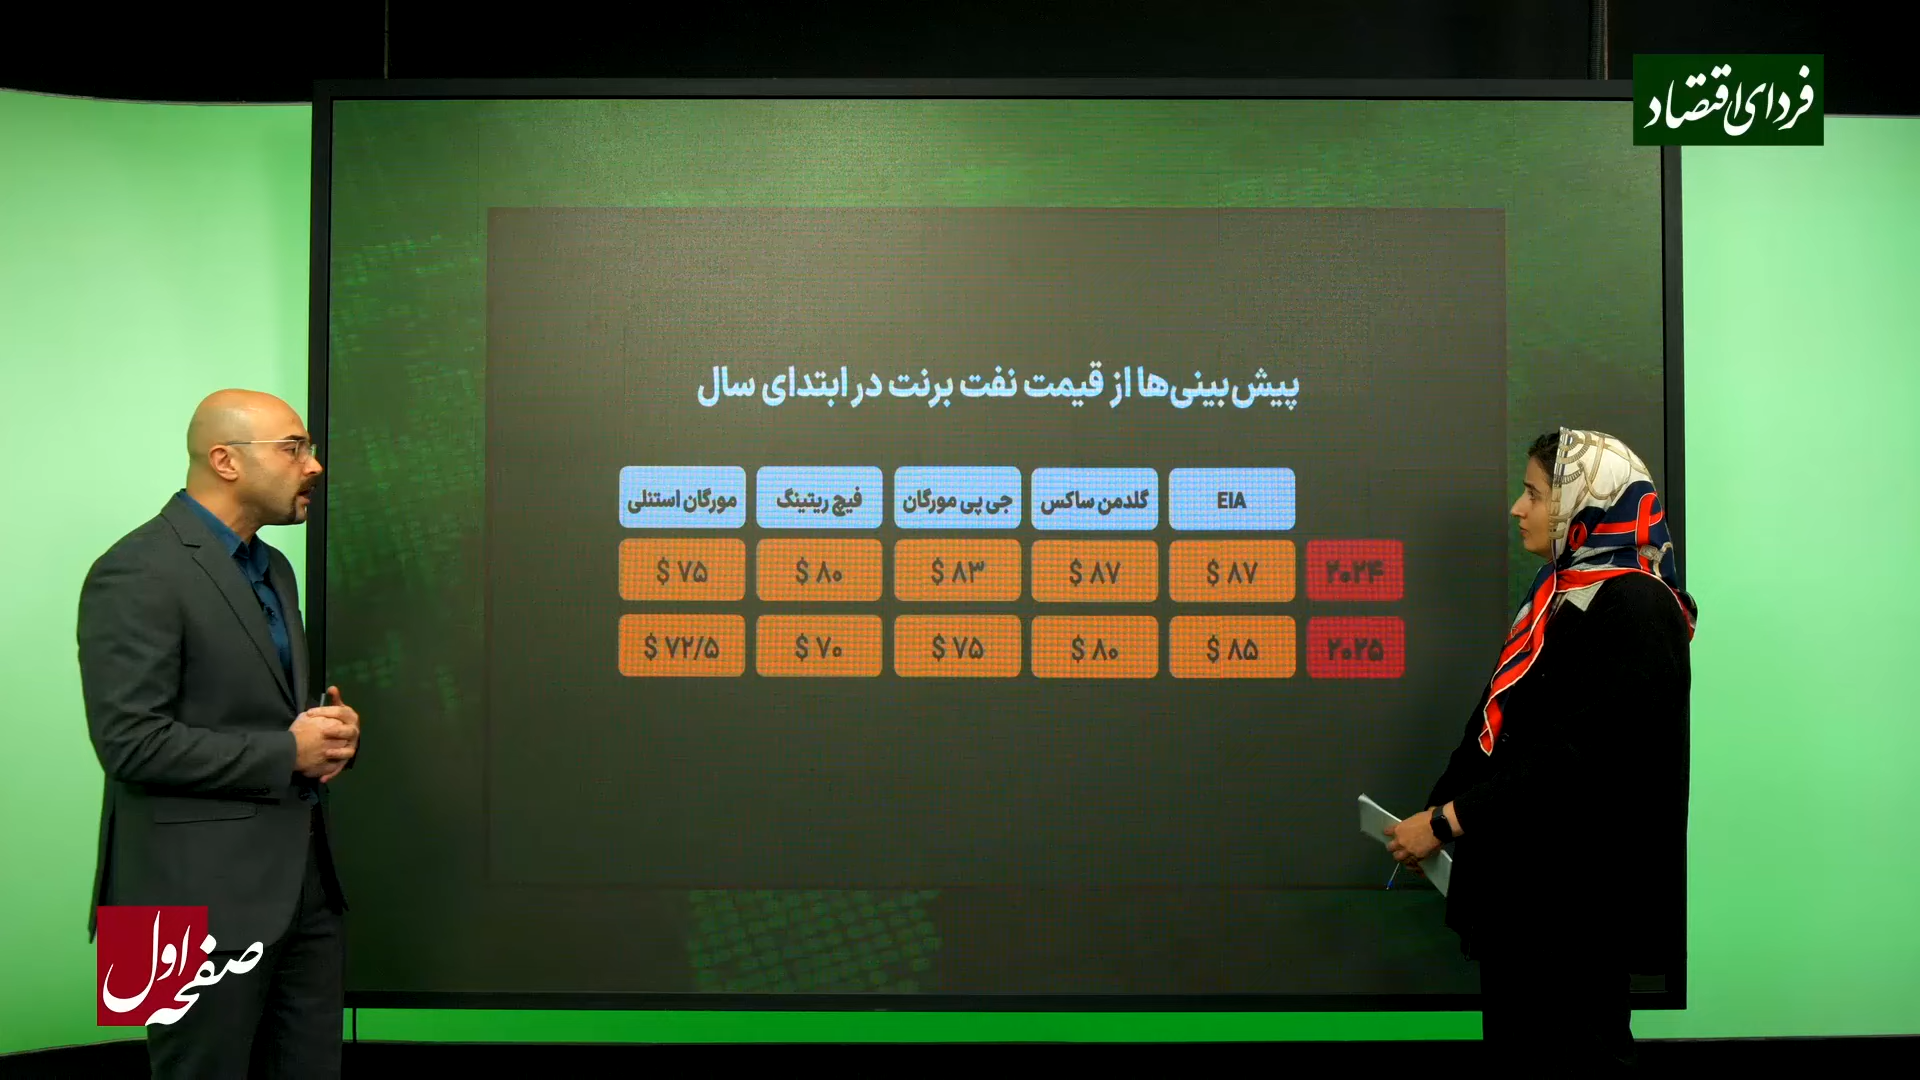 فردای اقتصاد
پیش‌بینی‌ها از قیمت نفت برنت در ابتدای سال
EIA گلدمن ساکس جی پی مورگان فیچ ریتینگ مورگان استنلی
۲۰۲۴ ۸۷ $ ۸۷ $ ۸۳ $ ۸۰ $ ۷۵ $
۲۰۲۵ ۸۵ $ ۸۰ $ ۷۵ $ ۷۰ $ ۷۲/۵ $
صفحه اول